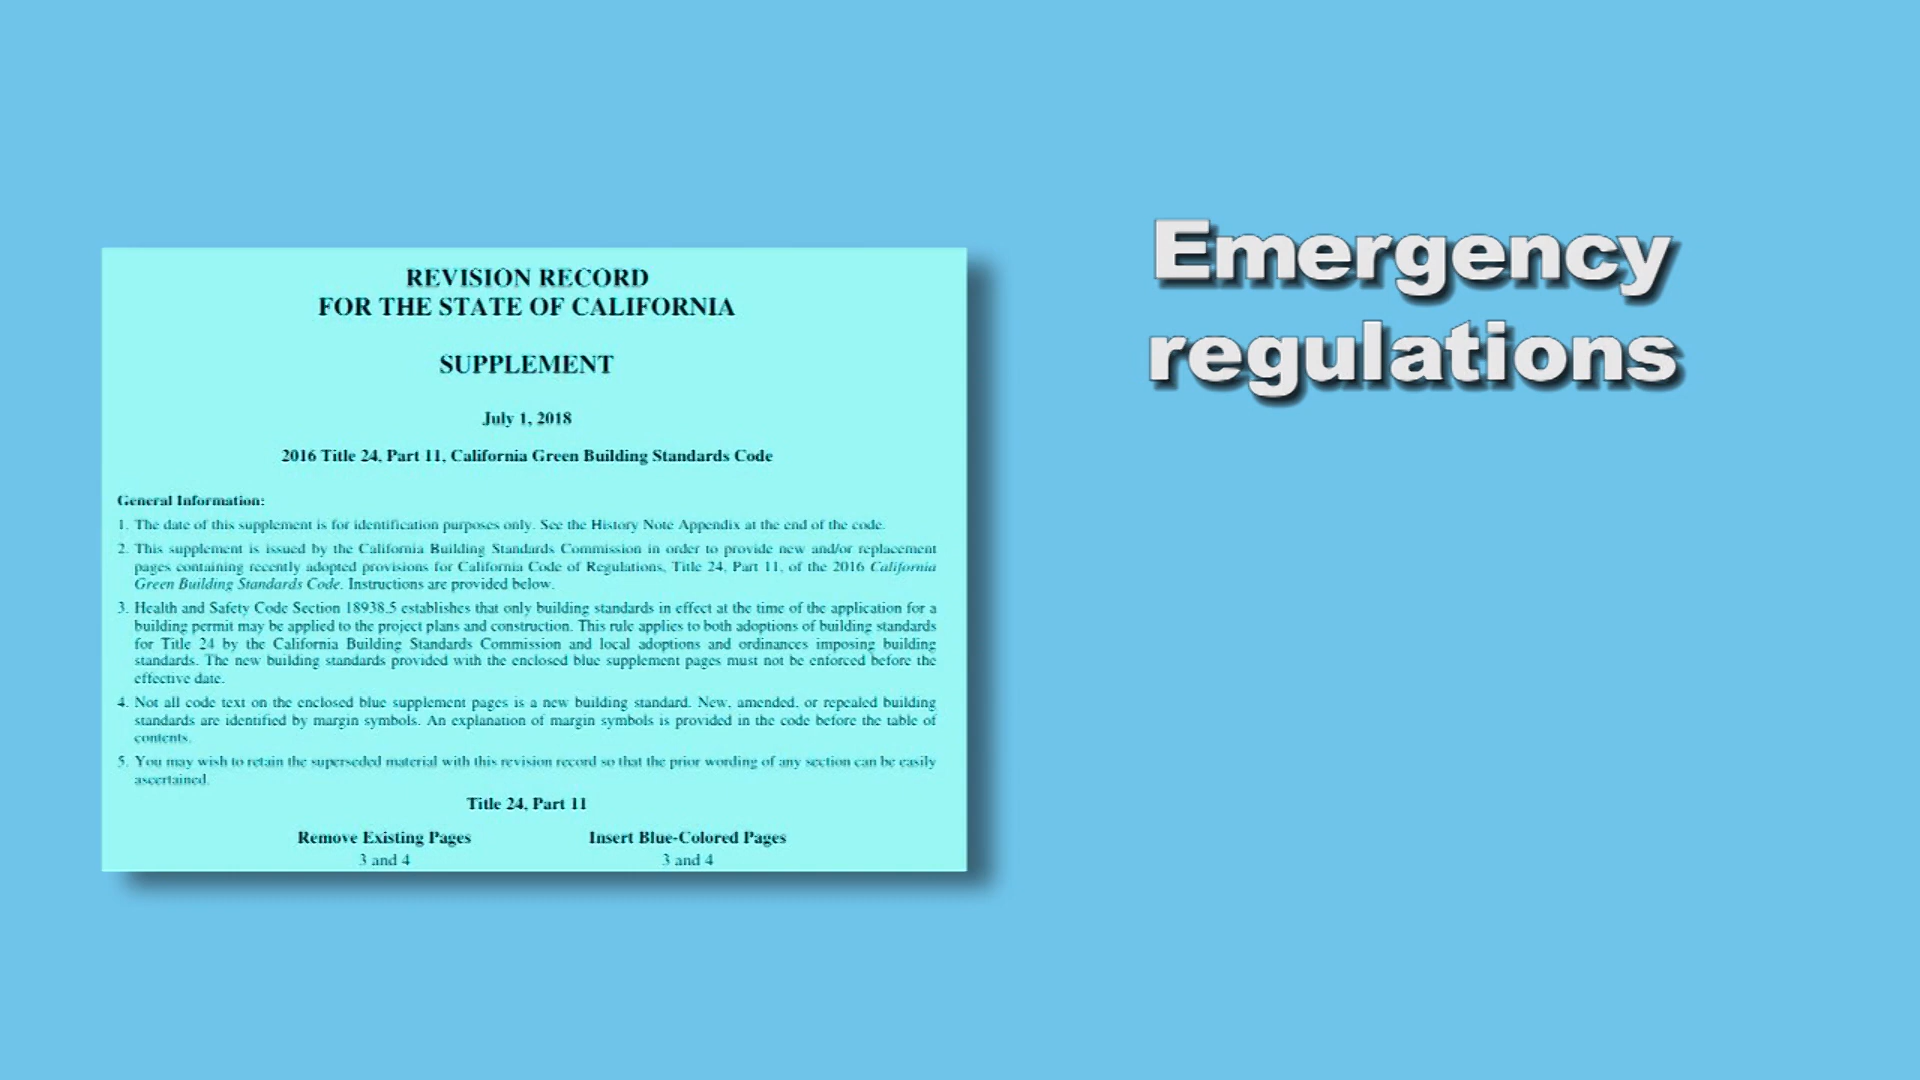 REVISION RECORD
FOR THE STATE OF CALIFORNIA
SUPPLEMENT
July 1, 2018
2016 Title 24, Part 11, California Green Building Standards Code
General Information:
1. The date of this supplement is for identification purposes only. See the History Note Appendix at the end of the code.
2. This supplement is issued by the California Building Standards Commission in order to provide new and/or replacement
pages containing recently adopted provisions for California Code of Regulations, Title 24, Part 11, of the 2016 California
Green Building Standards Code. Instructions are provided below.
3. Health and Safety Code Section 18938.5 establishes that only building standards in effect at the time of the application for a
building permit may be applied to the project plans and construction. This rule applies to both adoptions of building standards
for Title 24 by the California Building Standards Commission and local adoptions and ordinances imposing building
standards. The new building standards provided with the enclosed blue supplement pages must not be enforced before the
effective date.
4. Not all code text on the enclosed blue supplement pages is a new building standard. New, amended, or repealed building
standards are identified by margin symbols. An explanation of margin symbols is provided in the code before the table of
contents.
5. You may wish to retain the superseded material with this revision record so that the prior wording of any section can be easily
ascertained.
Title 24, Part 11
Remove Existing Pages Insert Blue-Colored Pages
3 and 4 3 and 4
Emergency
regulations